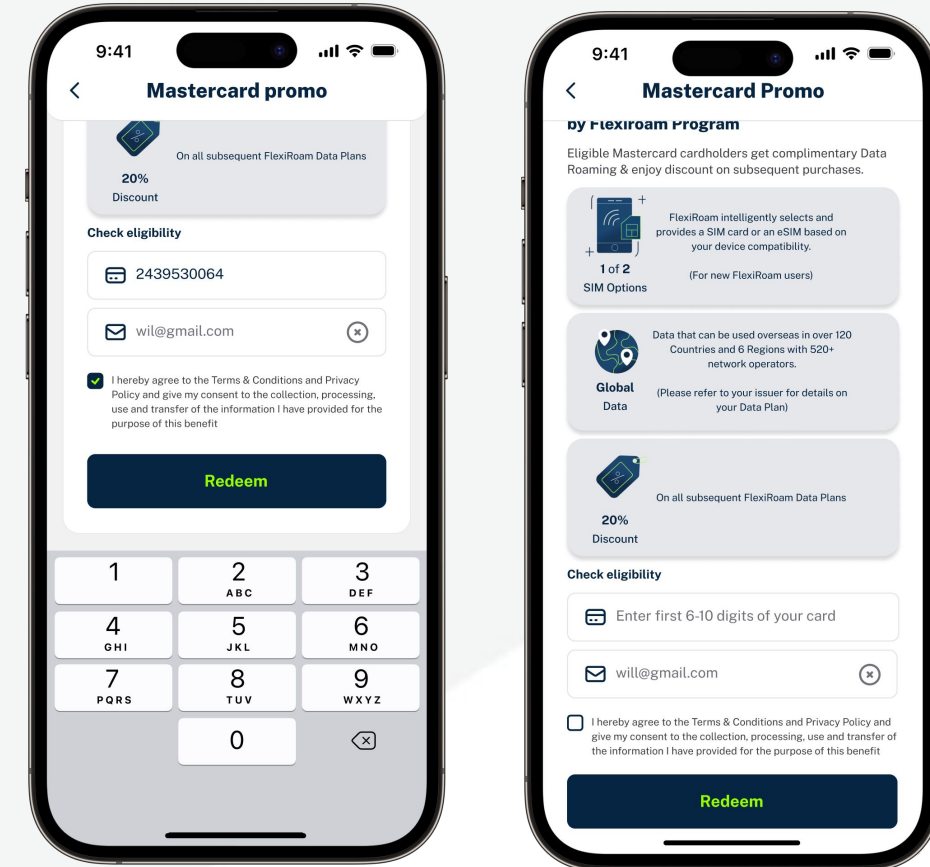 9:41
Mastercard promo
On all subsequent FlexiRoam Data Plans
20%
Discount
Check eligibility
2439530064
wil@gmail.com
I hereby agree to the Terms & Conditions and Privacy
Policy and give my consent to the collection, processing,
use and transfer of the information I have provided for the
purpose of this benefit
Redeem
1
2
ABC
3
DEF
4
GHI
5
JKL
6
MNO
7
PQRS
8
TUV
9
WXYZ
0
9:41
Mastercard Promo
by Flexiroam Program
Eligible Mastercard cardholders get complimentary Data
Roaming & enjoy discount on subsequent purchases.
FlexiRoam intelligently selects and
provides a SIM card or an eSIM based on
your device compatibility.
(For new FlexiRoam users)
1 of 2
SIM Options
Data that can be used overseas in over 120
Countries and 6 Regions with 520+
network operators.
(Please refer to your issuer for details on
your Data Plan)
Global
Data
On all subsequent FlexiRoam Data Plans
20%
Discount
Check eligibility
Enter first 6-10 digits of your card
will@gmail.com
I hereby agree to the Terms & Conditions and Privacy Policy and
give my consent to the collection, processing, use and transfer of
the information I have provided for the purpose of this benefit
Redeem